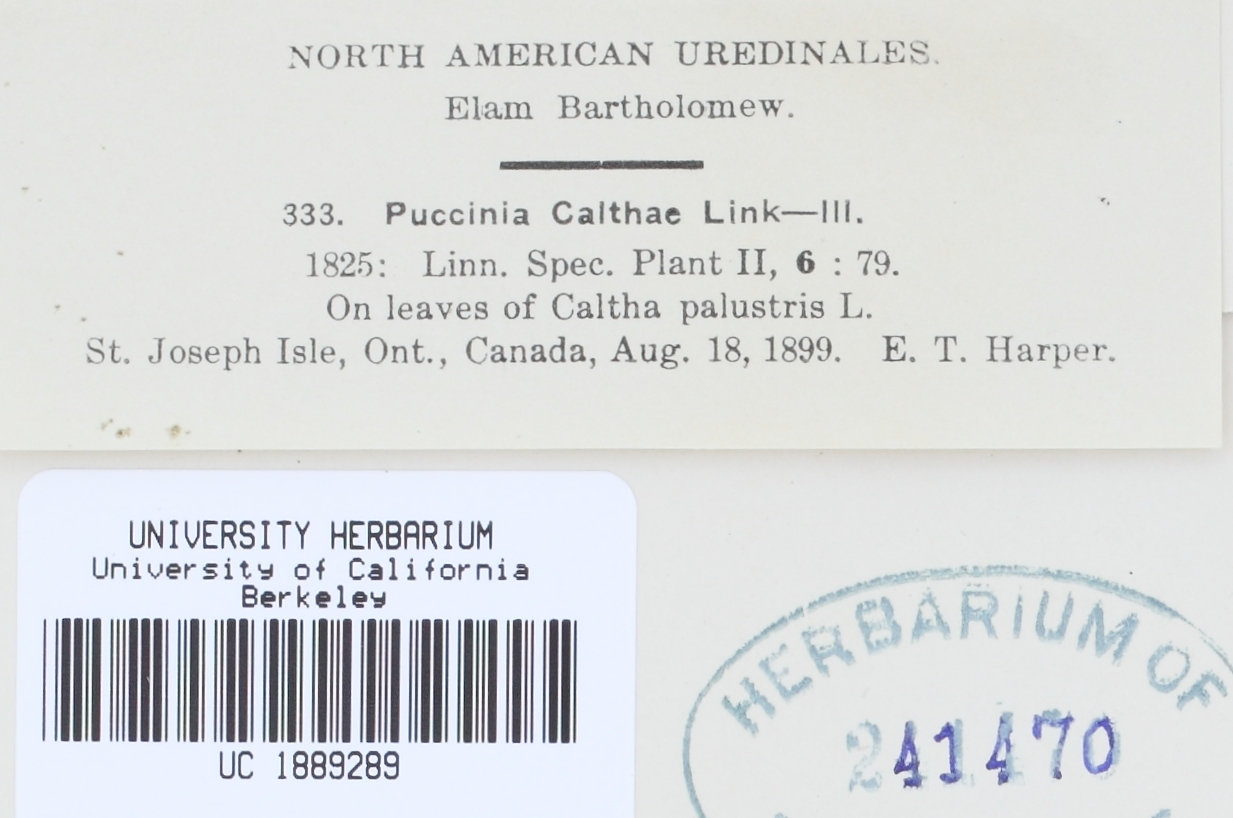 NORTH AMERICAN UREDINALES.
Elam Bartholomew.
333. Puccinia Calthae Link—III.
1825: Linn. Spec. Plant II, 6 : 79.
On leaves of Caltha palustris L.
St. Joseph Isle, Ont., Canada, Aug. 18, 1899. E. T. Harper.
UNIVERSITY HERBARIUM
University of California
Berkeley
UC 1889289
HERBARIUM OF
241470